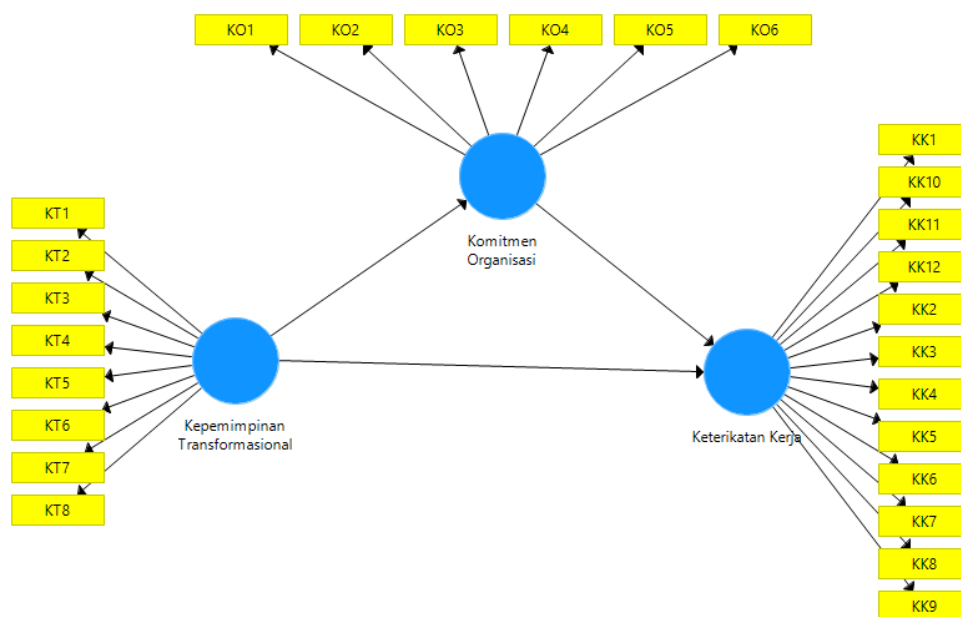 KO1
KO2
KO3
KO4
KO5
KO6
Komitmen
Organisasi
KT1
KT2
KT3
KT4
KT5
KT6
KT7
KT8
Kepemimpinan
Transformasional
Keterikatan Kerja
KK1
KK10
KK11
KK12
KK2
KK3
KK4
KK5
KK6
KK7
KK8
KK9